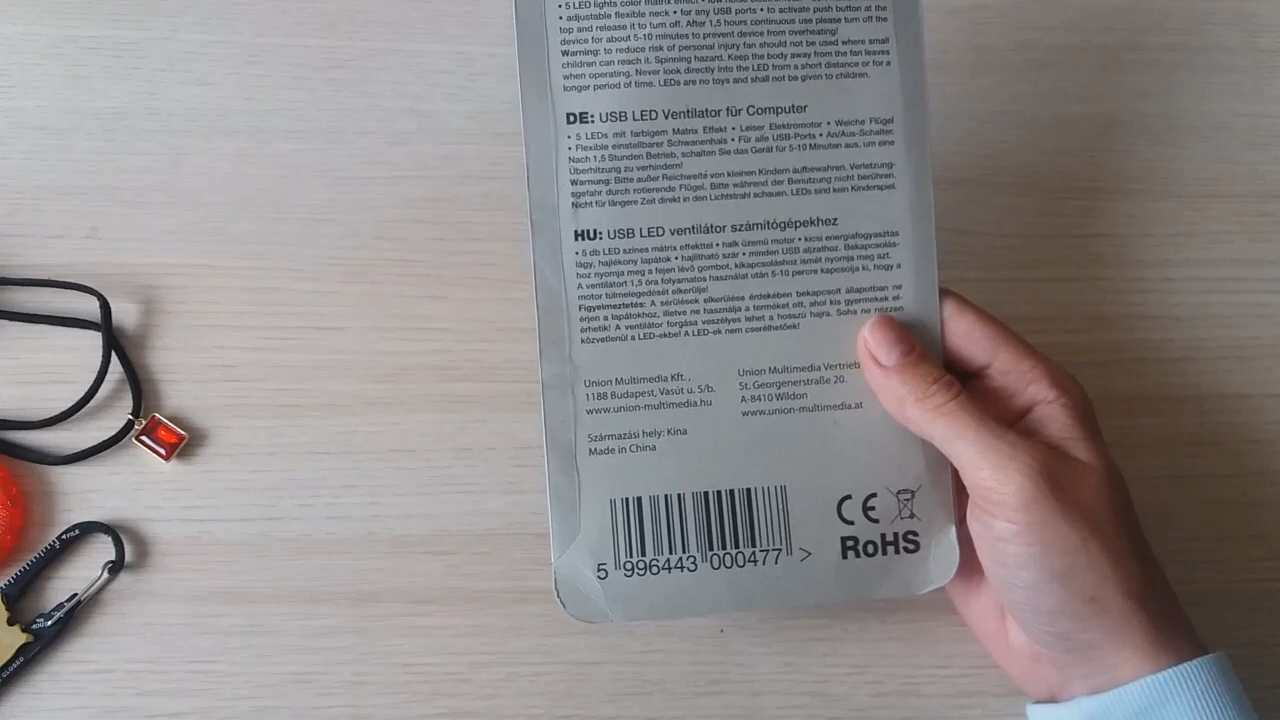 • 5 LED lights color matrix effect • low noise
• adjustable flexible neck • for any USB ports • to activate push button at the
top and release it to turn off. After 1,5 hours continuous use please turn off the
device for about 5-10 minutes to prevent device from overheating!
Warning: to reduce risk of personal injury fan should not be used where small
children can reach it. Spinning hazard. Keep the body away from the fan leaves
when operating. Never look directly into the LED from a short distance or for a
longer period of time. LEDs are no toys and shall not be given to children.
DE: USB LED Ventilator für Computer
• 5 LEDs mit farbigem Matrix Effekt • Leiser Elektromotor • Weiche Flügel
• Flexible einstellbarer Schwanenhals • Für alle USB-Ports • An/Aus-Schalter.
Nach 1,5 Stunden Betrieb, schalten Sie das Gerät für 5-10 Minuten aus, um eine
Überhitzung zu verhindern!
Warnung: Bitte außer Reichweite von kleinen Kindern aufbewahren. Verletzung-
sgefahr durch rotierende Flügel. Bitte während der Benutzung nicht berühren.
Nicht für längere Zeit direkt in den Lichtstrahl schauen. LEDs sind kein Kinderspiel.
HU: USB LED ventilátor számítógépekhez
• 5 db LED színes mátrix effekttel • halk üzemű motor • kicsi energiafogyasztás
lágy, hajlékony lapátok • hajlítható szár • minden USB aljzathoz. Bekapcsolás-
hoz nyomja meg a fejen lévő gombot, kikapcsoláshoz ismét nyomja meg azt.
A ventilátort 1,5 óra folyamatos használat után 5-10 percre kapcsolja ki, hogy a
motor túlmelegedését elkerülje!
Figyelmeztetés: A sérülések elkerülése érdekében bekapcsolt állapotban ne
érjen a lapátokhoz, illetve ne használja a terméket ott, ahol kis gyermekek el-
érhetik! A ventilátor forgása veszélyes lehet a hosszú hajra. Soha ne nézzen
közvetlenül a LED-ekbe! A LED-ek nem cserélhetőek!
Union Multimedia Kft.,
1188 Budapest, Vasút u. 5/b.
www.union-multimedia.hu
Union Multimedia Vertrieb
St. Georgenerstraße 20.
A-8410 Wildon
www.union-multimedia.at
Származási hely: Kína
Made in China
5 996443 000477 >
CE
RoHS
FILE
CLOSED